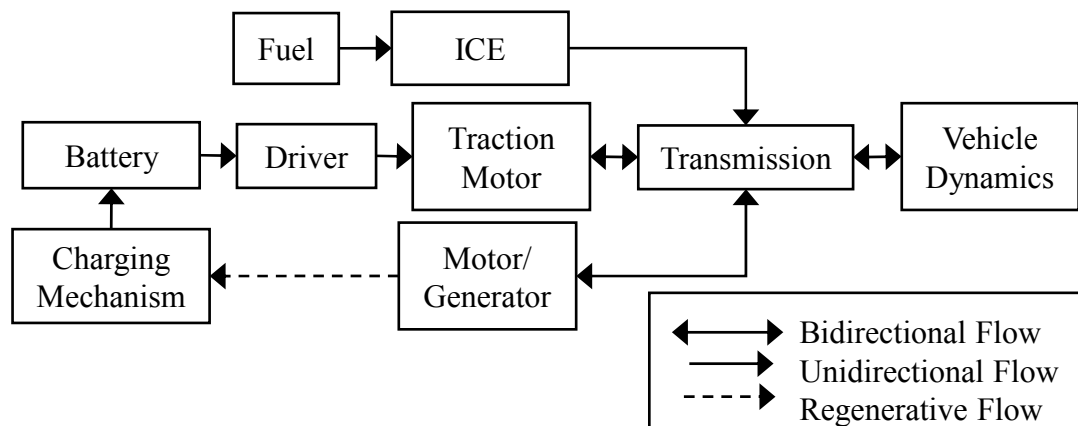 Fuel
ICE
Battery
Driver
Traction
Motor
Transmission
Vehicle
Dynamics
Charging
Mechanism
Motor/
Generator
Bidirectional Flow
Unidirectional Flow
Regenerative Flow